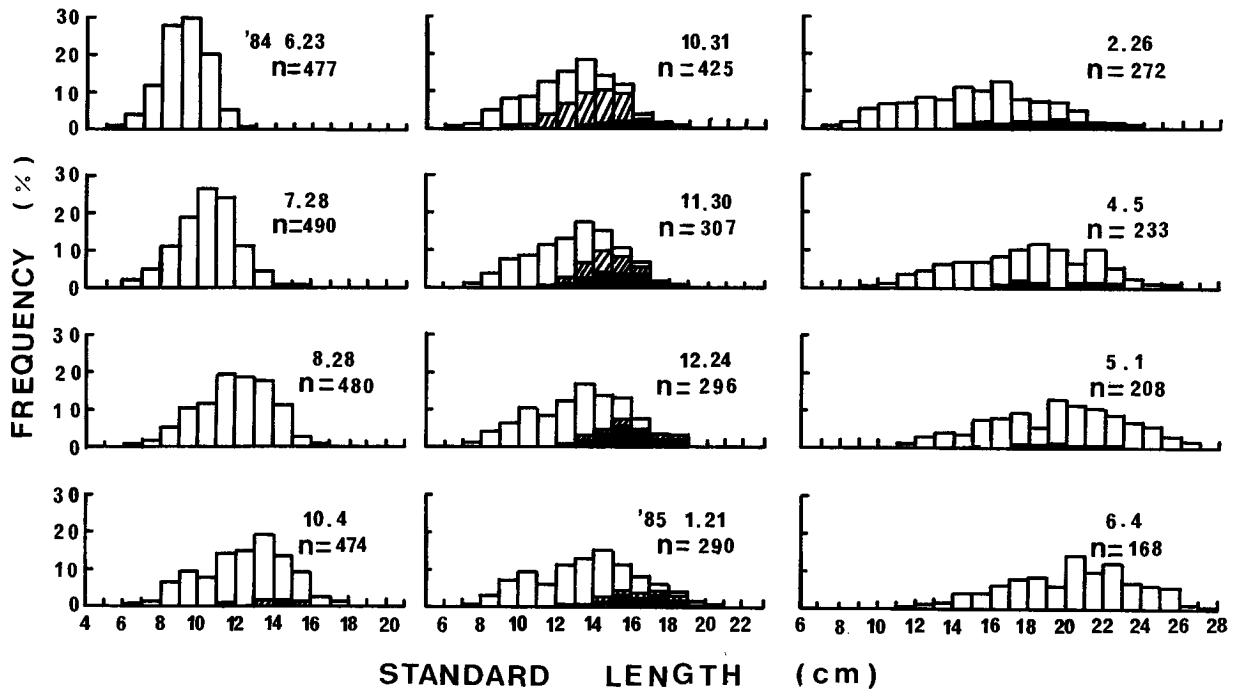 FREQUENCY (%)
30
20
10
0
'84 6.23
n=477
10.31
n=425
2.26
n=272
30
20
10
0
7.28
n=490
11.30
n=307
4.5
n=233
30
20
10
0
8.28
n=480
12.24
n=296
5.1
n=208
30
20
10
0
10.4
n=474
'85 1.21
n=290
6.4
n=168
4 6 8 10 12 14 16 18 20
6 8 10 12 14 16 18 20 22
6 8 10 12 14 16 18 20 22 24 26 28
STANDARD LENGTH (cm)